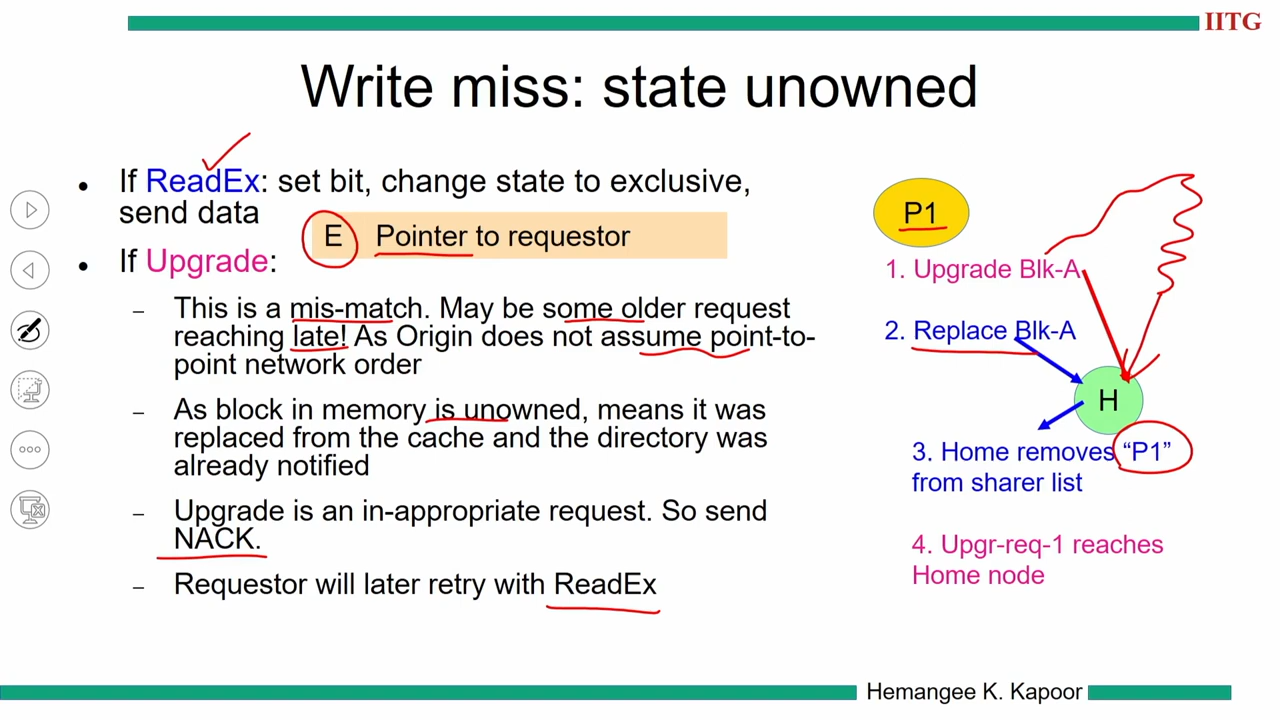 IITG
Write miss: state unowned
• If ReadEx: set bit, change state to exclusive,
send data
E Pointer to requestor
• If Upgrade:
– This is a mis-match. May be some older request
reaching late! As Origin does not assume point-to-
point network order
– As block in memory is unowned, means it was
replaced from the cache and the directory was
already notified
– Upgrade is an in-appropriate request. So send
NACK.
– Requestor will later retry with ReadEx
P1
1. Upgrade Blk-A
2. Replace Blk-A
H
3. Home removes “P1”
from sharer list
4. Upgr-req-1 reaches
Home node
Hemangee K. Kapoor